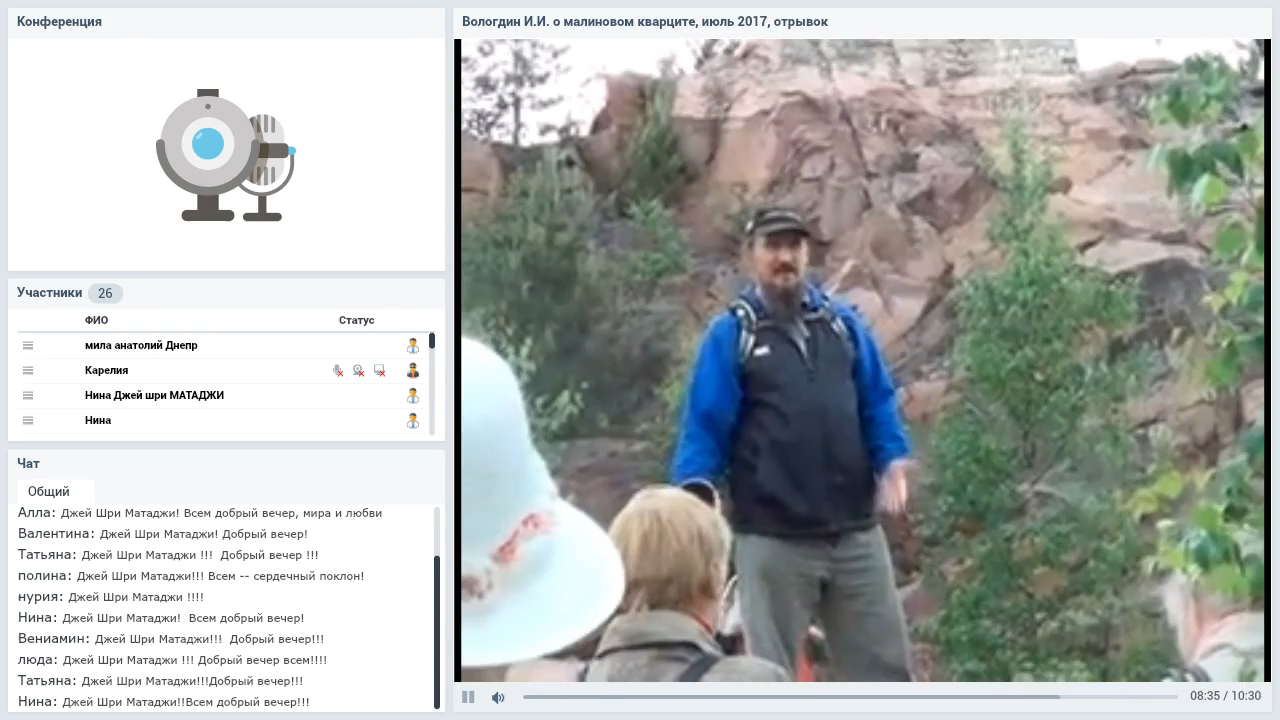 Конференция
Участники 26
ФИО Статус
мила анатолий Днепр
Карелия
Нина Джей шри МАТАДЖИ
Нина
Чат
Общий
Алла: Джей Шри Матаджи! Всем добрый вечер, мира и любви
Валентина: Джей Шри Матаджи! Добрый вечер!
Татьяна: Джей Шри Матаджи !!! Добрый вечер !!!
полина: Джей Шри Матаджи!!! Всем -- сердечный поклон!
нурия: Джей Шри Матаджи !!!!
Нина: Джей Шри Матаджи! Всем добрый вечер!
Вениамин: Джей Шри Матаджи!!! Добрый вечер!!!
люда: Джей Шри Матаджи !!! Добрый вечер всем!!!!
Татьяна: Джей Шри Матаджи!!!Добрый вечер!!!
Нина: Джей Шри Матаджи!!Всем добрый вечер!!!
Вологдин И.И. о малиновом кварците, июль 2017, отрывок
08:35 / 10:30